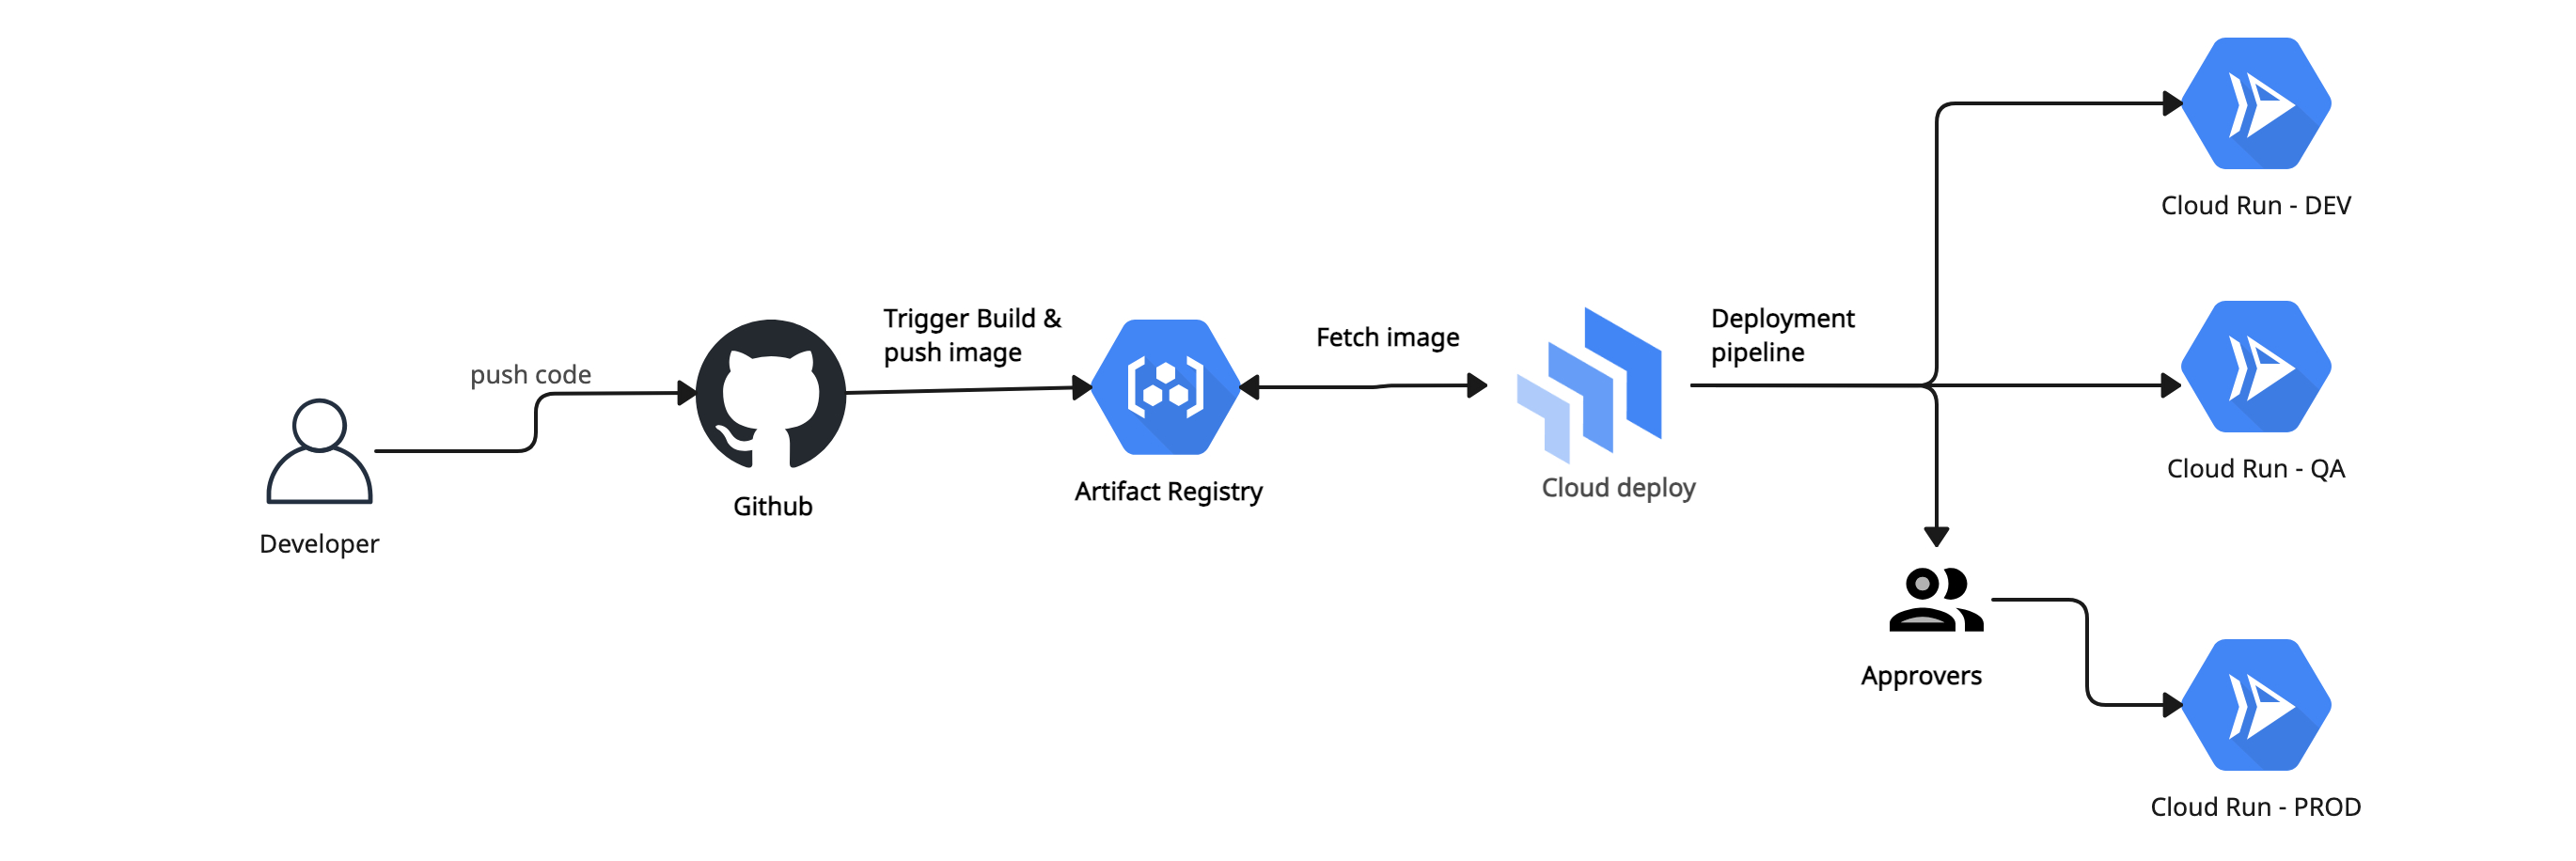 Cloud Run - DEV
Trigger Build &
push image
Fetch image
Deployment
pipeline
push code
Cloud Run - QA
Cloud deploy
Artifact Registry
Github
Developer
Approvers
Cloud Run - PROD